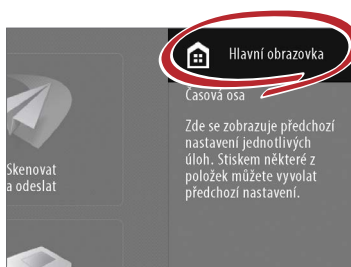 Hlavní obrazovka
Časová osa
Zde se zobrazuje předchozí
nastavení jednotlivých
úloh. Stiskem některé z
položek můžete vyvolat
předchozí nastavení.
Skenovat
a odeslat